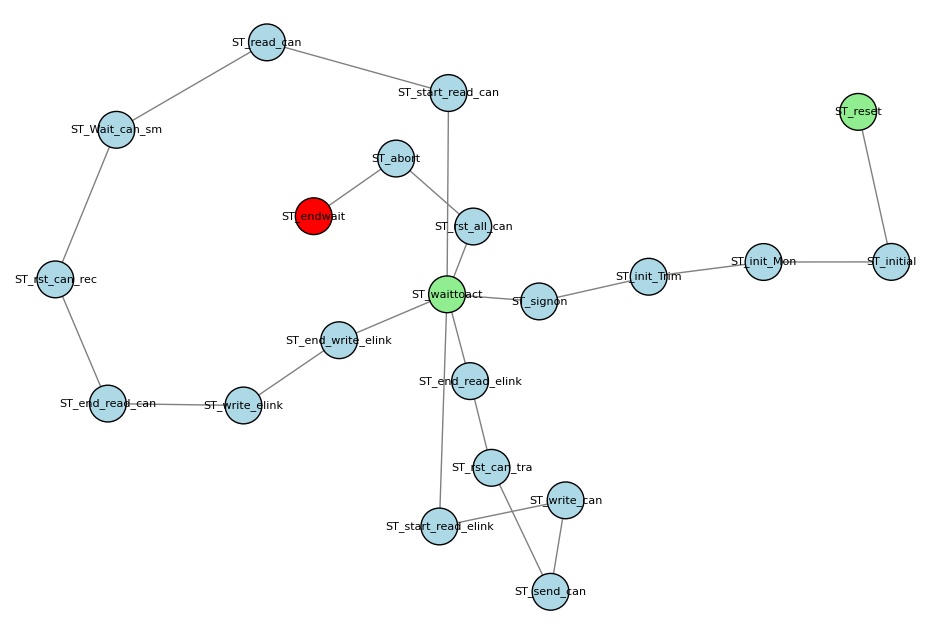 ST_read_can
ST_start_read_can
ST_reset
ST_Wait_can_sm
ST_abort
ST_endwait
ST_rst_all_can
ST_init_Mon
ST_initial
ST_init_Trim
ST_rst_can_rec
ST_waittoact
ST_signon
ST_end_write_elink
ST_end_read_elink
ST_end_read_can
ST_write_elink
ST_rst_can_tra
ST_write_can
ST_start_read_elink
ST_send_can